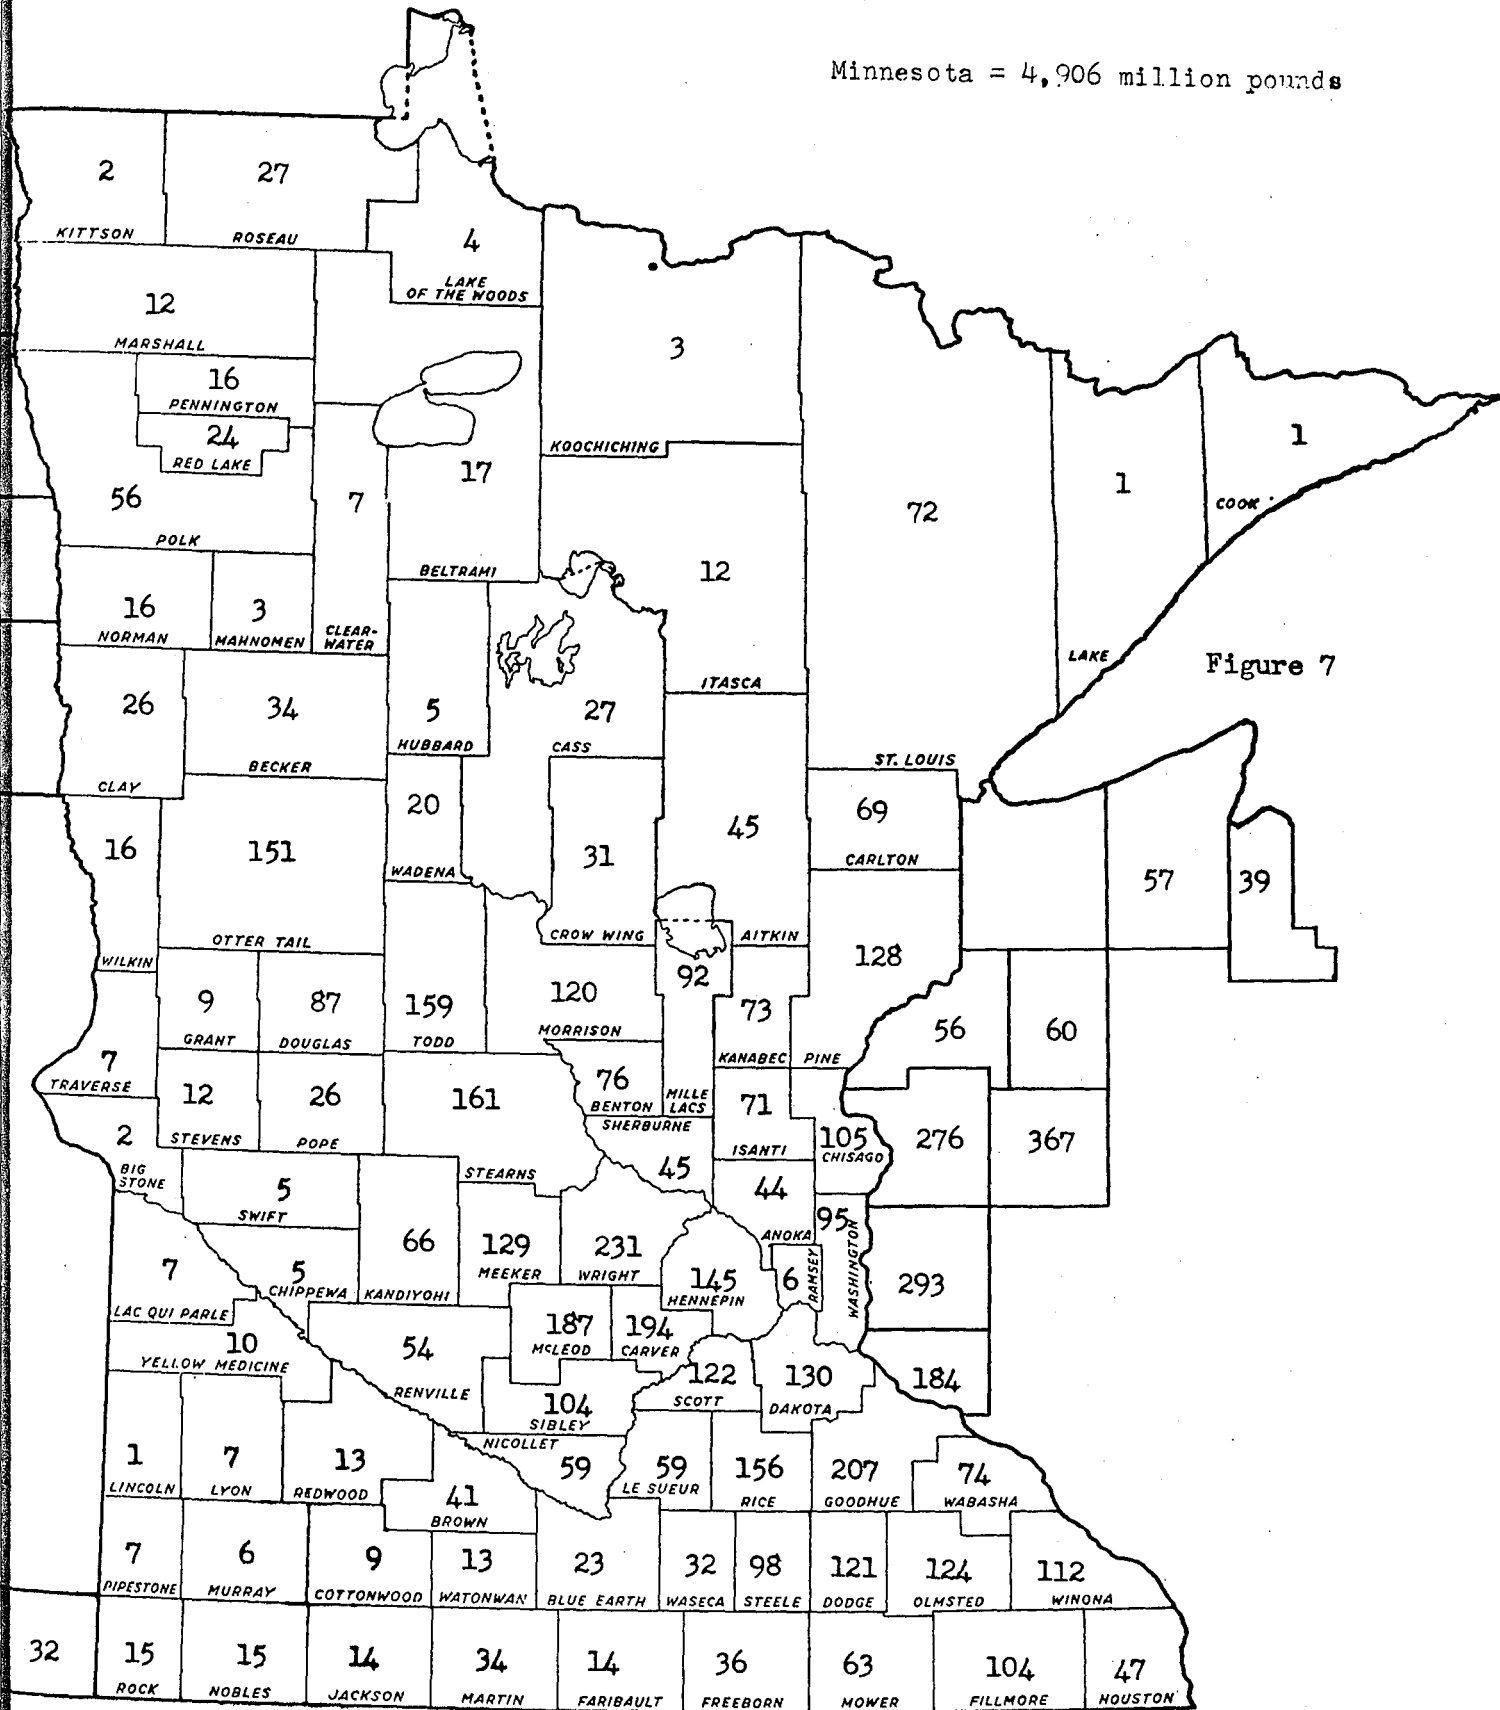 Minnesota = 4,906 million pounds
2
KITTSON
27
ROSEAU
4
LAKE
OF THE WOODS
12
MARSHALL
16
PENNINGTON
24
RED LAKE
56
POLK
7
CLEAR-
WATER
17
BELTRAMI
3
KOOCHICHING
12
ITASCA
72
ST. LOUIS
1
LAKE
1
COOK
Figure 7
16
NORMAN
3
MAHNOMEN
26
CLAY
34
BECKER
5
HUBBARD
27
CASS
20
WADENA
31
CROW WING
45
AITKIN
69
CARLTON
57
39
16
WILKIN
151
OTTER TAIL
128
PINE
9
GRANT
87
DOUGLAS
159
TODD
120
MORRISON
92
MILLE
LACS
73
KANABEC
56
60
7
TRAVERSE
12
STEVENS
26
POPE
161
STEARNS
76
BENTON
SHERBURNE
45
71
ISANTI
105
CHISAGO
276
367
2
BIG
STONE
5
SWIFT
66
KANDIYOHI
129
MEEKER
231
WRIGHT
44
ANOKA
95
WASHINGTON
6
RAMSEY
145
HENNEPIN
293
7
LAC QUI PARLE
5
CHIPPEWA
10
YELLOW MEDICINE
54
RENVILLE
187
McLEOD
194
CARVER
122
SCOTT
130
DAKOTA
184
104
SIBLEY
NICOLLET
59
1
LINCOLN
7
LYON
13
REDWOOD
41
BROWN
59
LE SUEUR
156
RICE
207
GOODHUE
74
WABASHA
7
PIPESTONE
6
MURRAY
9
COTTONWOOD
13
WATONWAN
23
BLUE EARTH
32
WASECA
98
STEELE
121
DODGE
124
OLMSTED
112
WINONA
32
15
ROCK
15
NOBLES
14
JACKSON
34
MARTIN
14
FARIBAULT
36
FREEBORN
63
MOWER
104
FILLMORE
47
HOUSTON